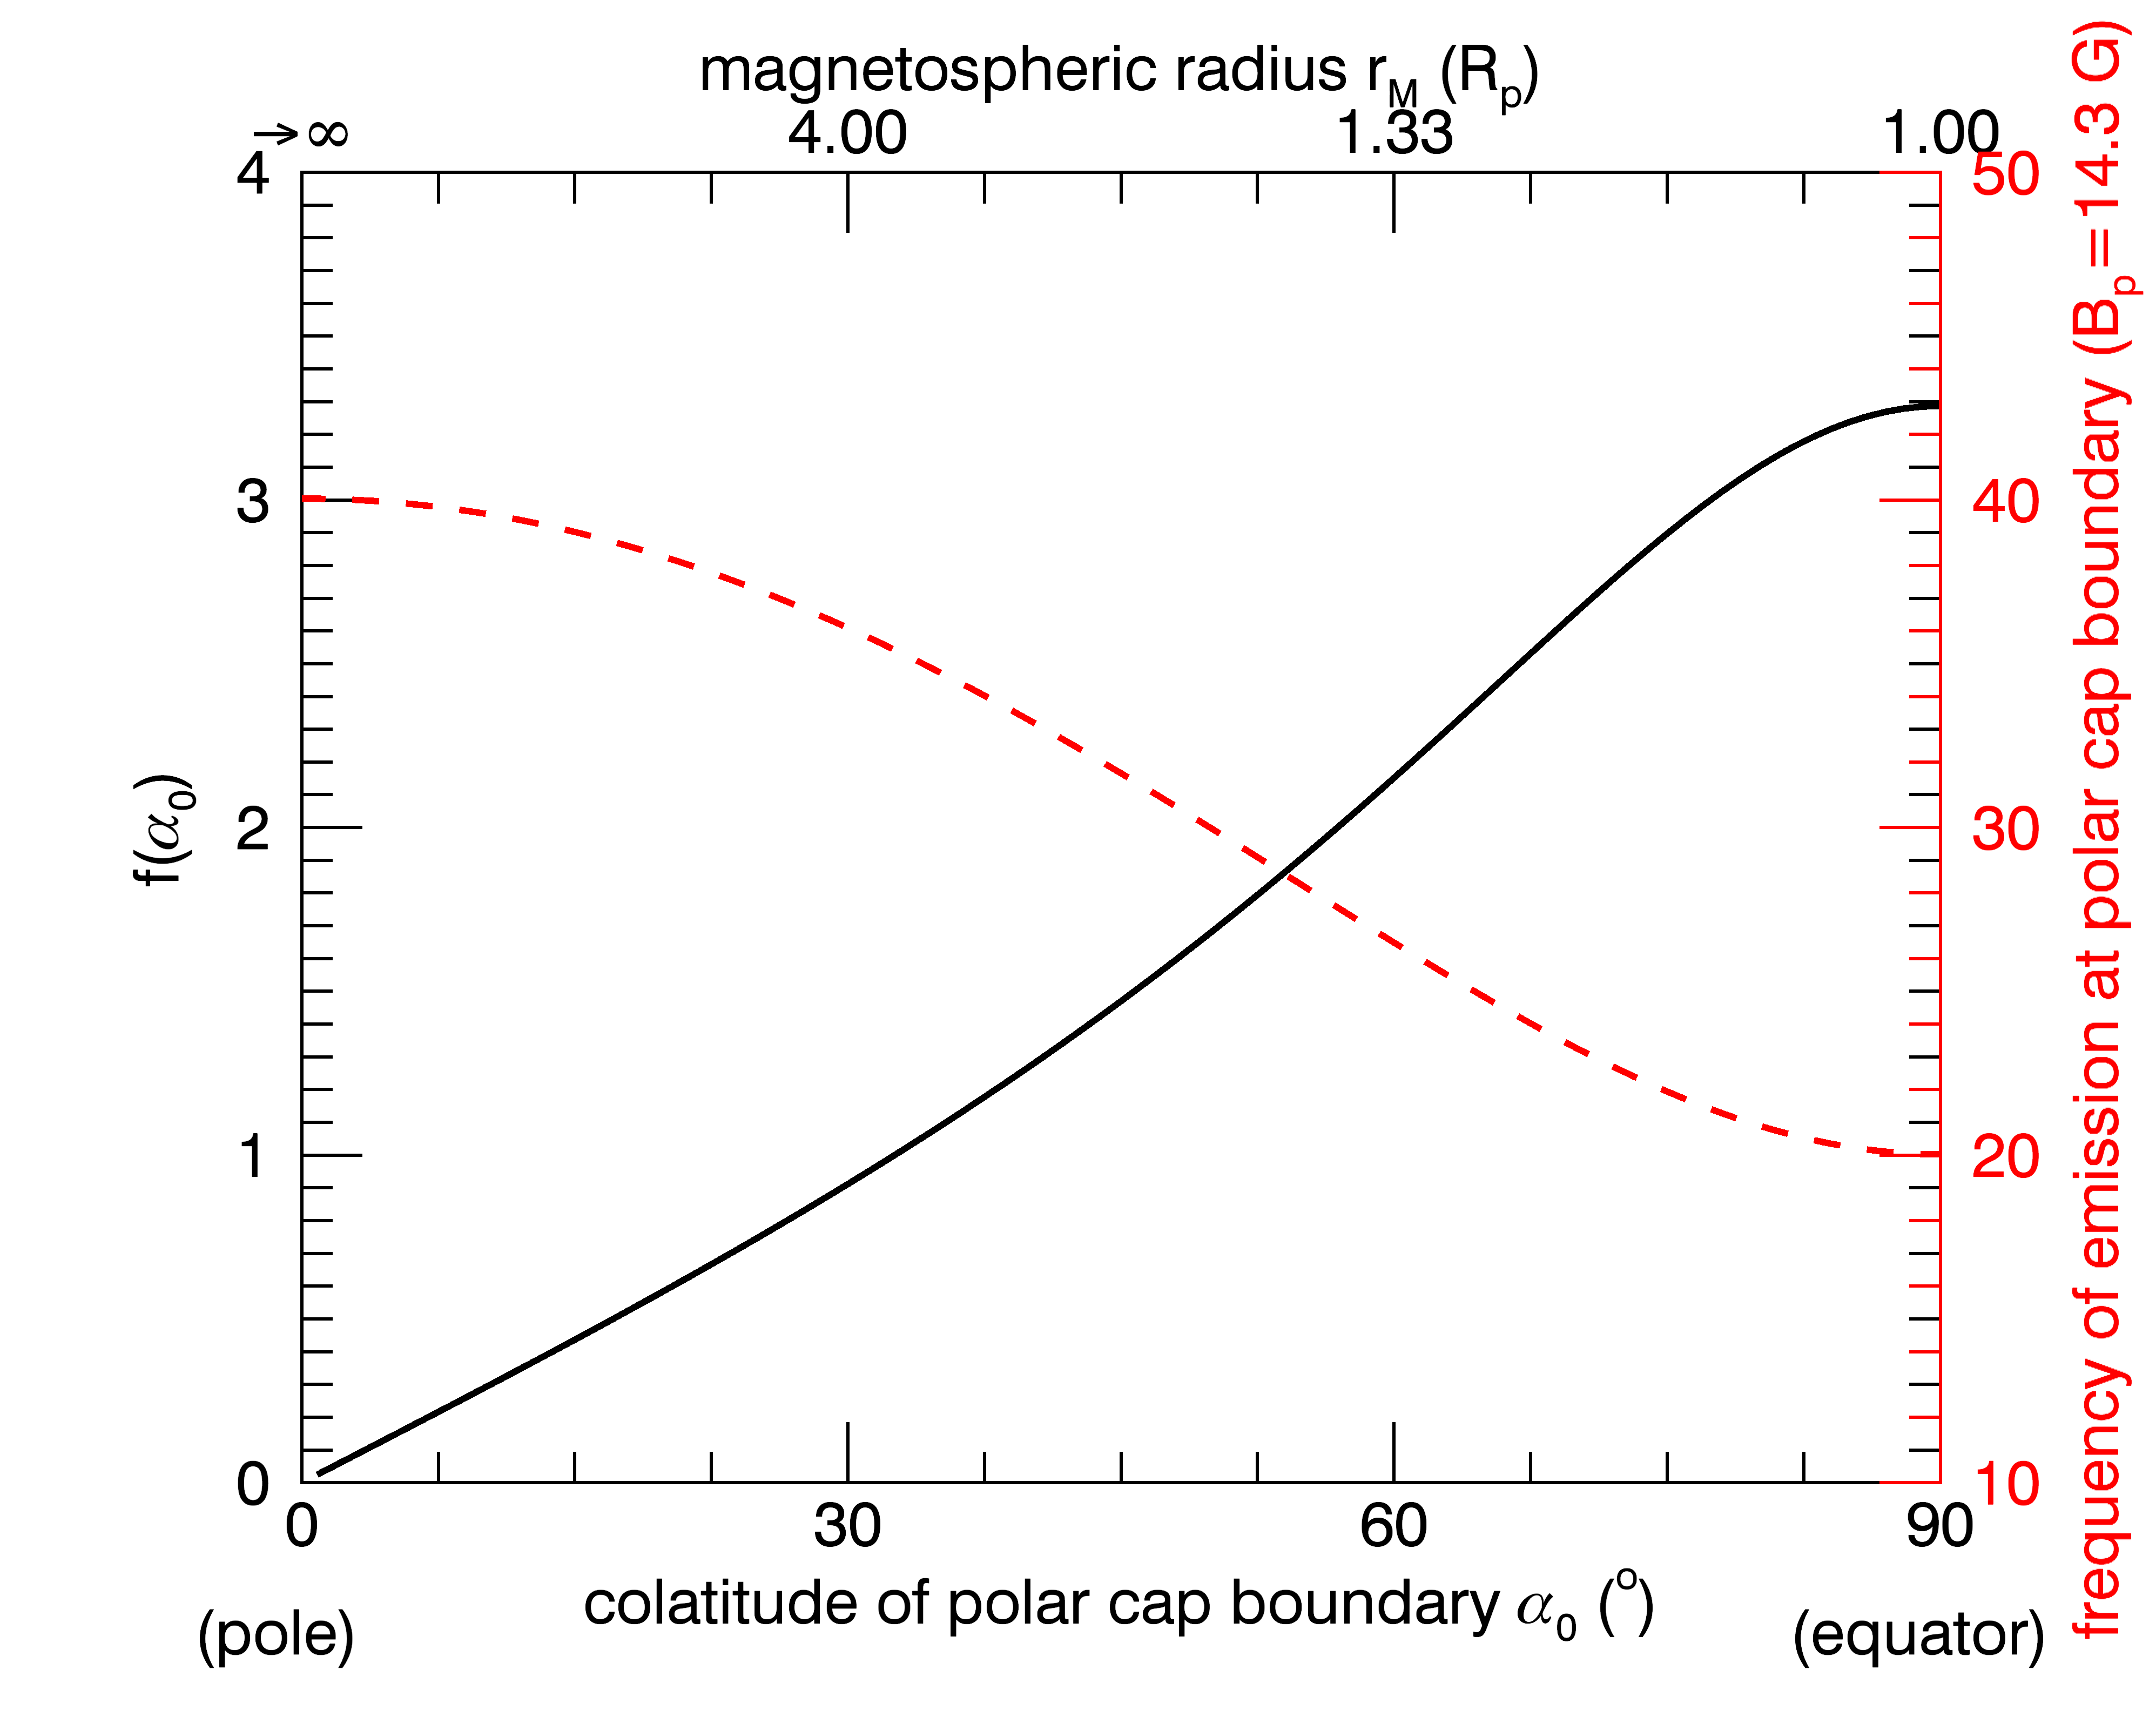 magnetospheric radius r_M (R_p)
→∞ 4.00 1.33 1.00
4
3
2
1
0
f(α_0)
50
40
30
20
10
frequency of emission at polar cap boundary (B_p = 14.3 G)
0 30 60 90
colatitude of polar cap boundary α_0 (°)
(pole) (equator)